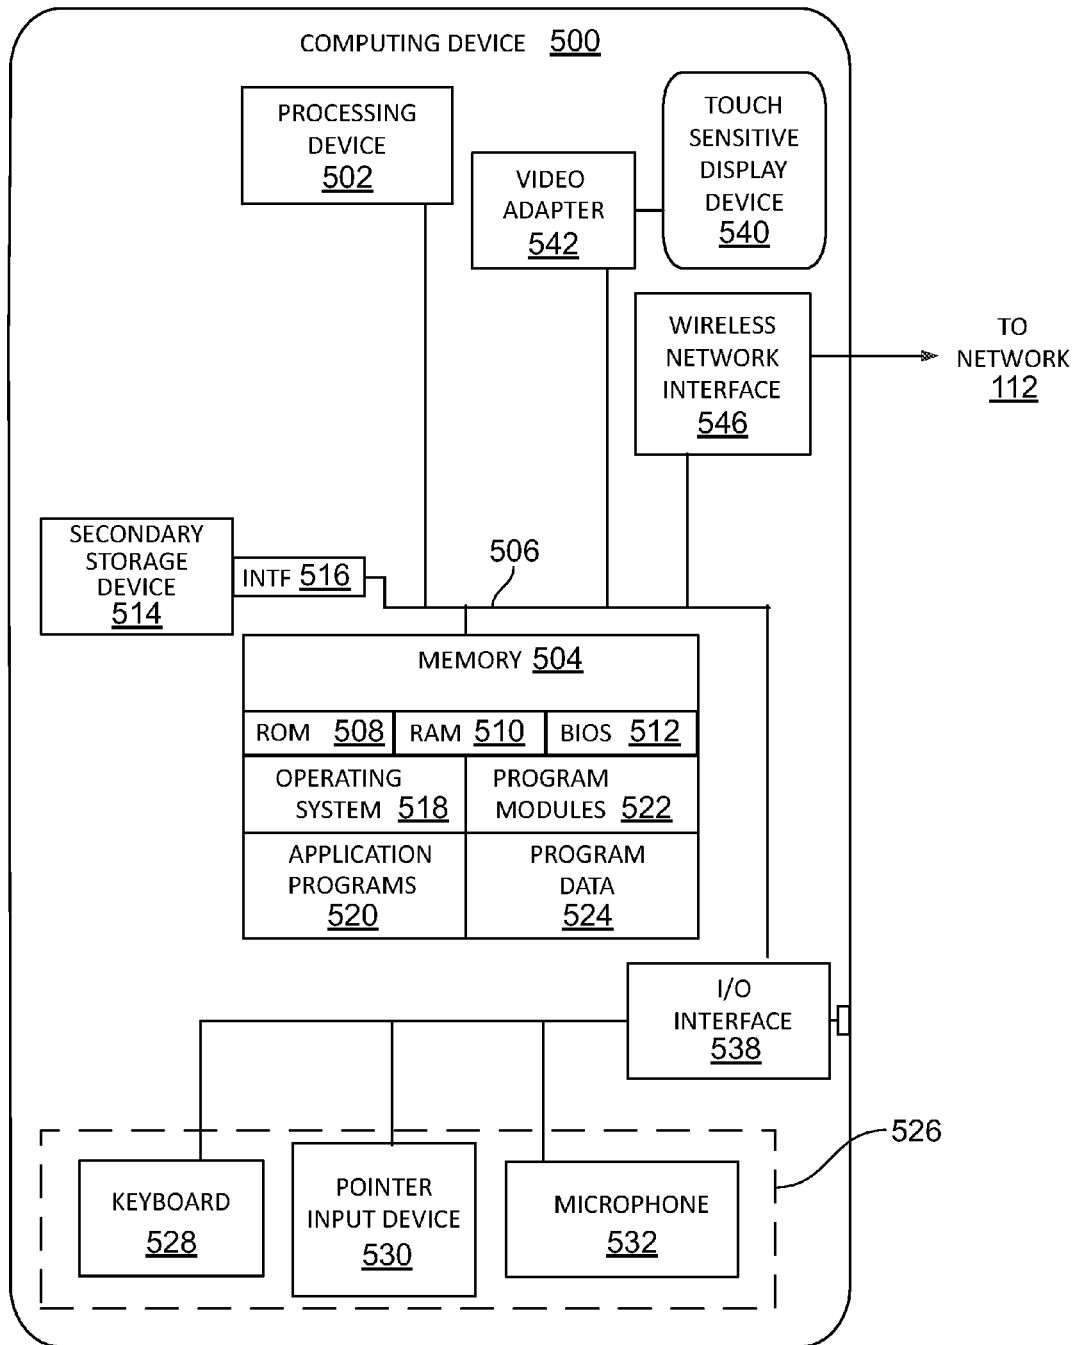 COMPUTING DEVICE 500
PROCESSING
DEVICE
502
VIDEO
ADAPTER
542
TOUCH
SENSITIVE
DISPLAY
DEVICE
540
WIRELESS
NETWORK
INTERFACE
546
TO
NETWORK
112
SECONDARY
STORAGE
DEVICE
514
INTF 516
506
MEMORY 504
ROM 508
RAM 510
BIOS 512
OPERATING
SYSTEM 518
PROGRAM
MODULES 522
APPLICATION
PROGRAMS
520
PROGRAM
DATA
524
I/O
INTERFACE
538
526
KEYBOARD
528
POINTER
INPUT DEVICE
530
MICROPHONE
532